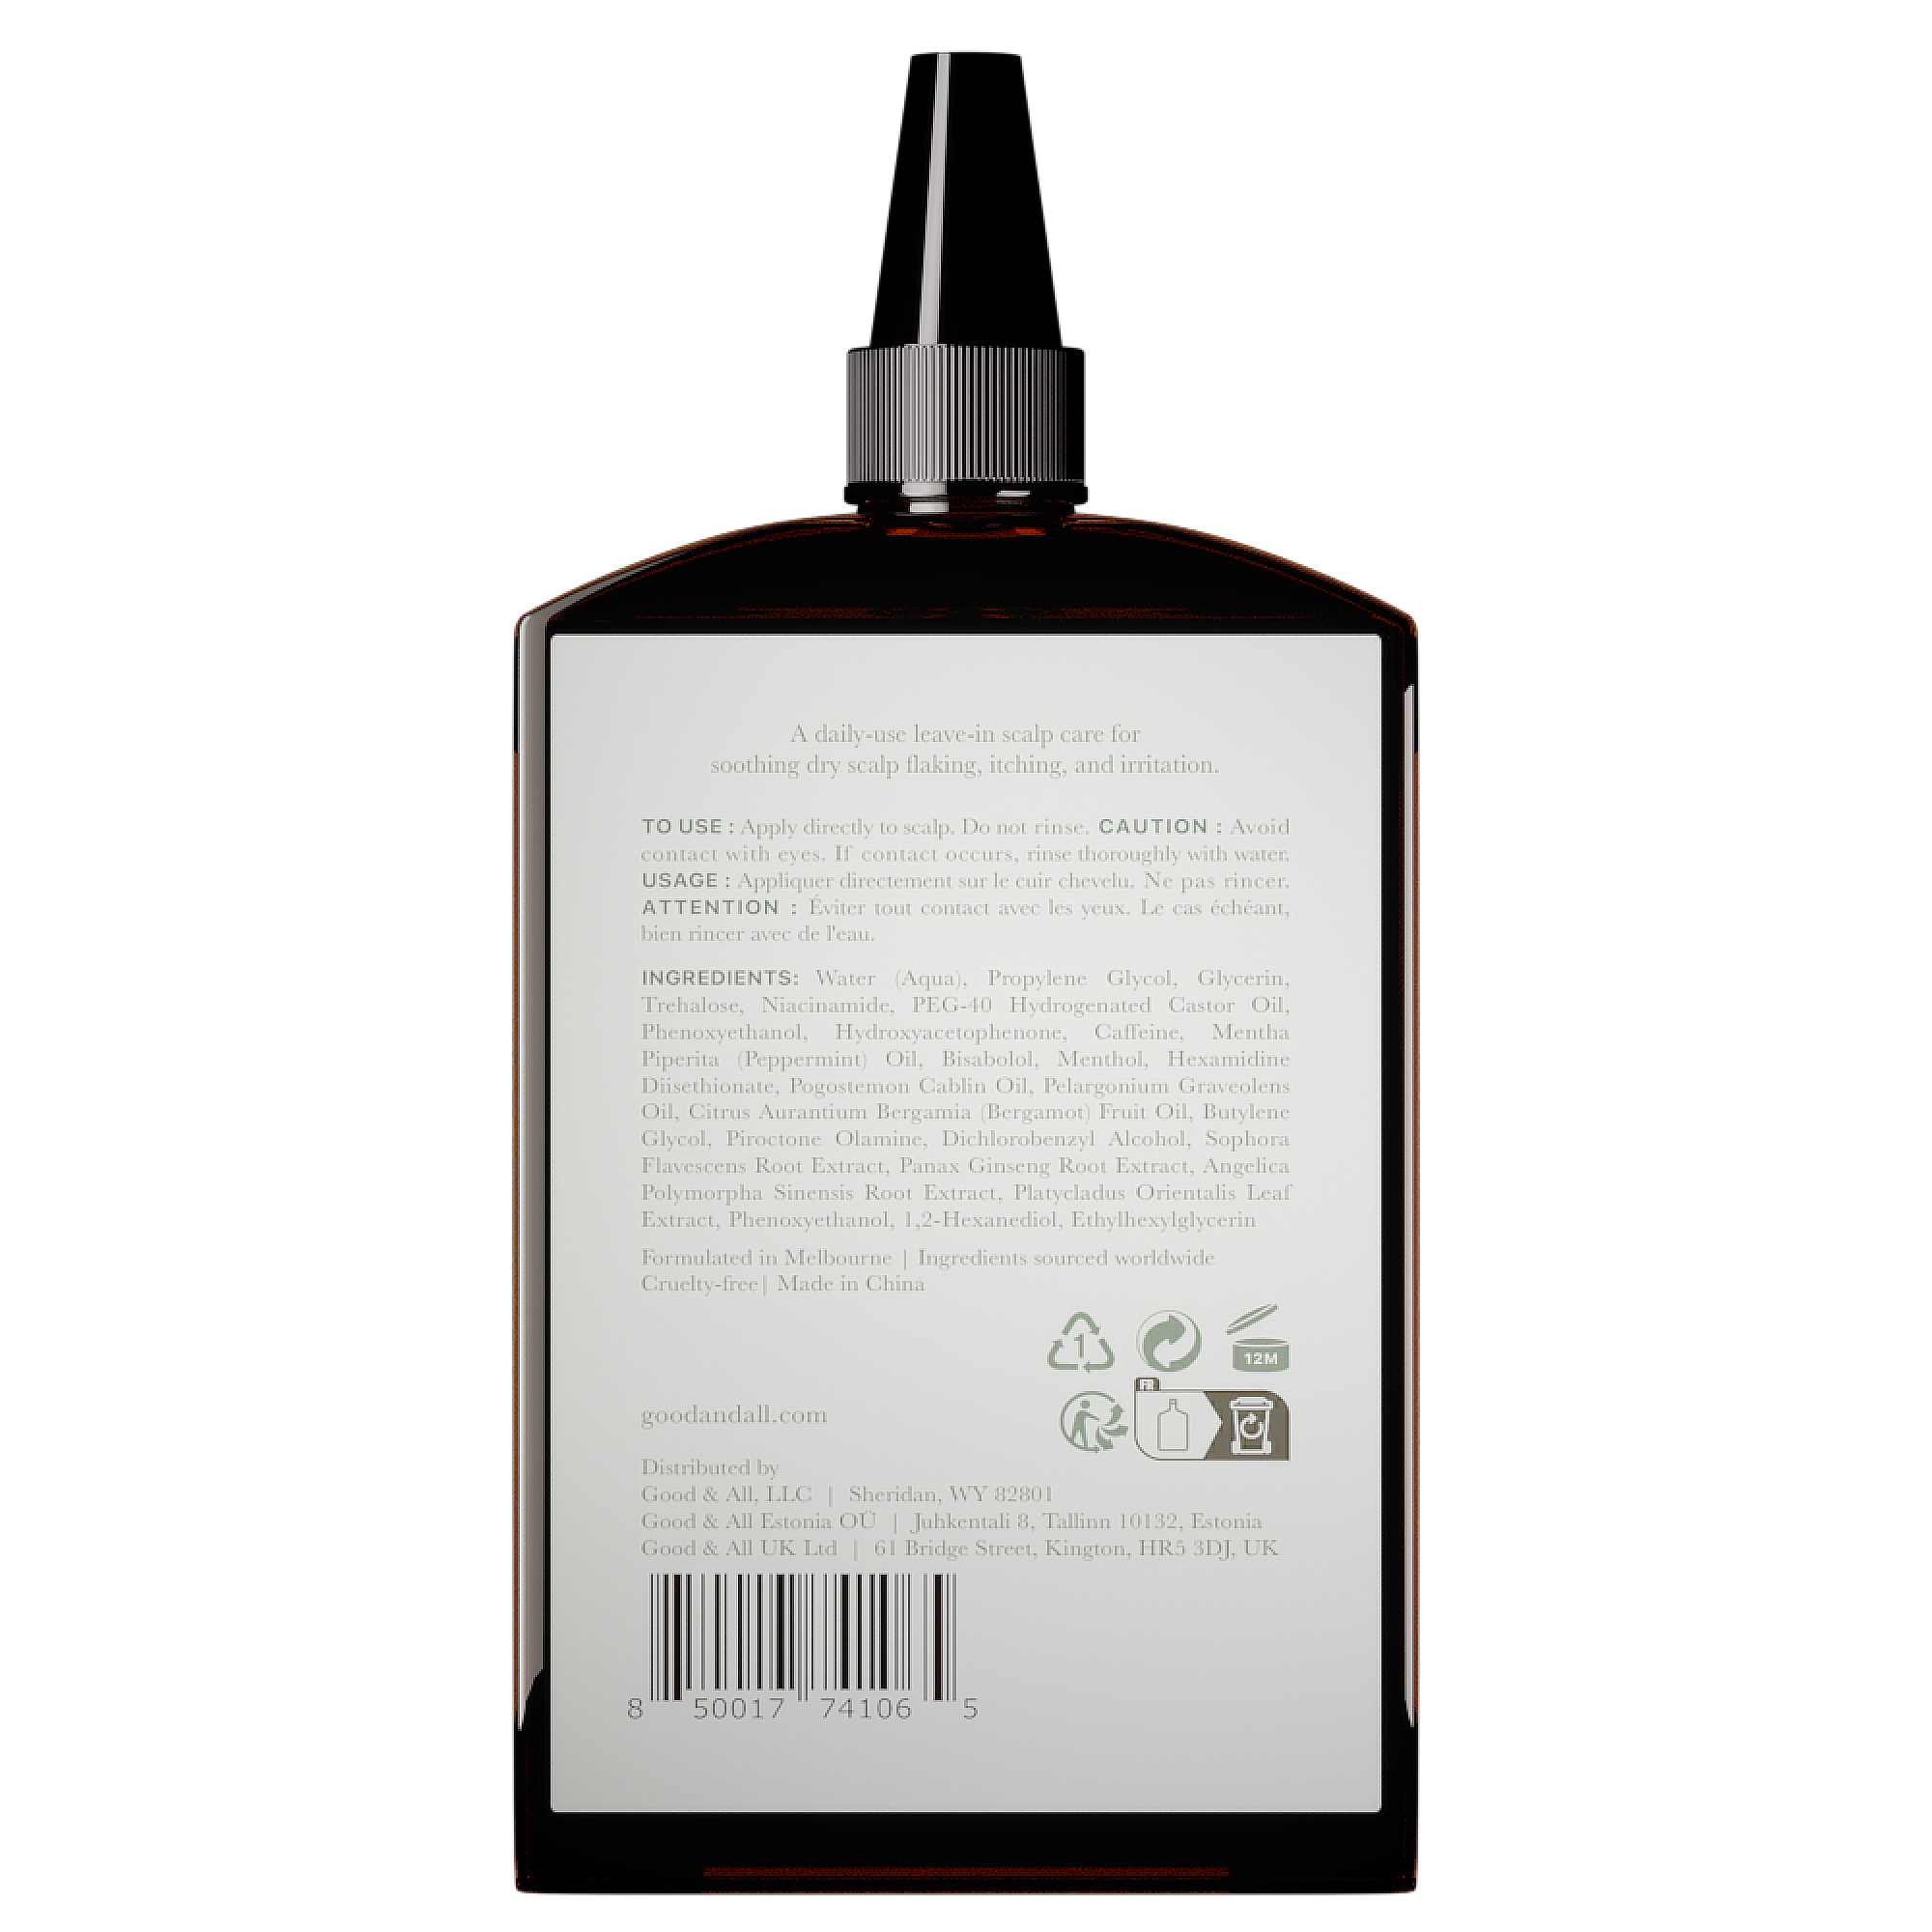 A daily-use leave-in scalp care for
soothing dry scalp flaking, itching, and irritation.
TO USE : Apply directly to scalp. Do not rinse. CAUTION : Avoid
contact with eyes. If contact occurs, rinse thoroughly with water.
USAGE : Appliquer directement sur le cuir chevelu. Ne pas rincer.
ATTENTION : Éviter tout contact avec les yeux. Le cas échéant,
bien rincer avec de l'eau.
INGREDIENTS: Water (Aqua), Propylene Glycol, Glycerin,
Trehalose, Niacinamide, PEG-40 Hydrogenated Castor Oil,
Phenoxyethanol, Hydroxyacetophenone, Caffeine, Mentha
Piperita (Peppermint) Oil, Bisabolol, Menthol, Hexamidine
Diisethionate, Pogostemon Cablin Oil, Pelargonium Graveolens
Oil, Citrus Aurantium Bergamia (Bergamot) Fruit Oil, Butylene
Glycol, Piroctone Olamine, Dichlorobenzyl Alcohol, Sophora
Flavescens Root Extract, Panax Ginseng Root Extract, Angelica
Polymorpha Sinensis Root Extract, Platycladus Orientalis Leaf
Extract, Phenoxyethanol, 1,2-Hexanediol, Ethylhexylglycerin
Formulated in Melbourne | Ingredients sourced worldwide
Cruelty-free | Made in China
1
12M
FR
goodandall.com
Distributed by
Good & All, LLC | Sheridan, WY 82801
Good & All Estonia OÜ | Juhkentali 8, Tallinn 10132, Estonia
Good & All UK Ltd | 61 Bridge Street, Kington, HR5 3DJ, UK
8 50017 74106 5